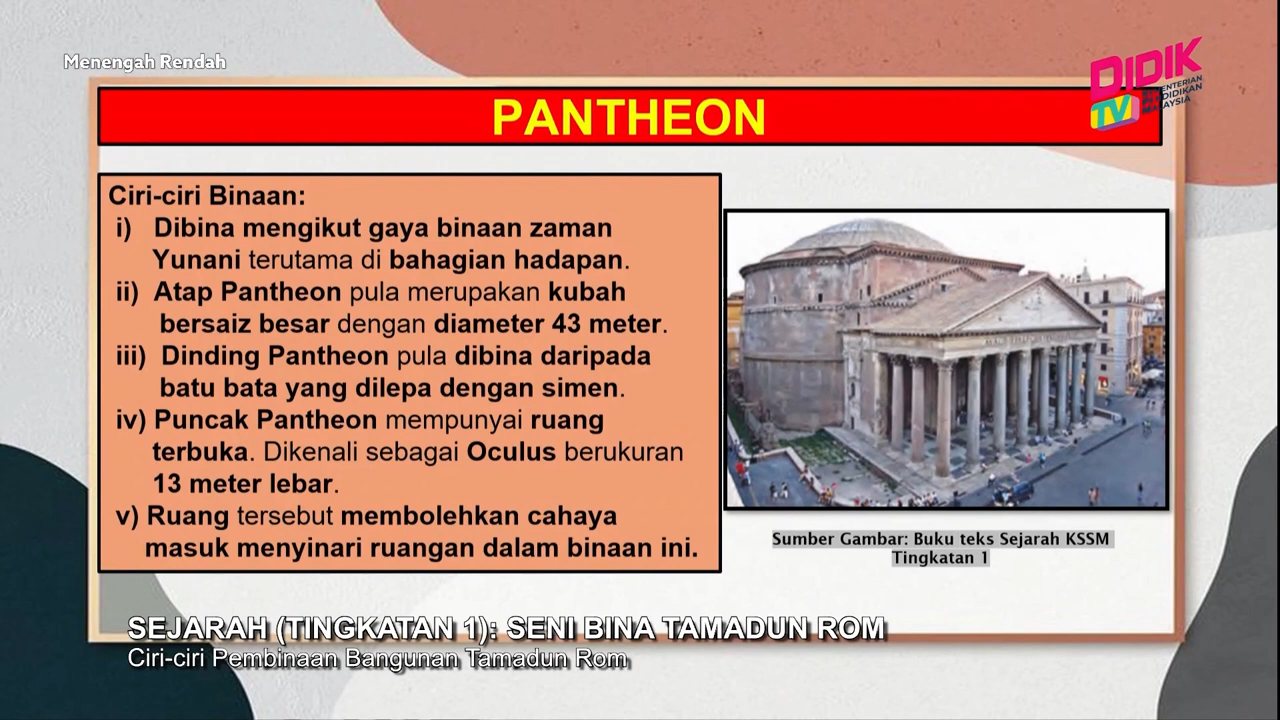 Menengah Rendah
DIDIK
TV
KEMENTERIAN
PENDIDIKAN
MALAYSIA
PANTHEON
Ciri-ciri Binaan:
i) Dibina mengikut gaya binaan zaman
Yunani terutama di bahagian hadapan.
ii) Atap Pantheon pula merupakan kubah
bersaiz besar dengan diameter 43 meter.
iii) Dinding Pantheon pula dibina daripada
batu bata yang dilepa dengan simen.
iv) Puncak Pantheon mempunyai ruang
terbuka. Dikenali sebagai Oculus berukuran
13 meter lebar.
v) Ruang tersebut membolehkan cahaya
masuk menyinari ruangan dalam binaan ini.
Sumber Gambar: Buku teks Sejarah KSSM
Tingkatan 1
SEJARAH (TINGKATAN 1): SENI BINA TAMADUN ROM
Ciri-ciri Pembinaan Bangunan Tamadun Rom